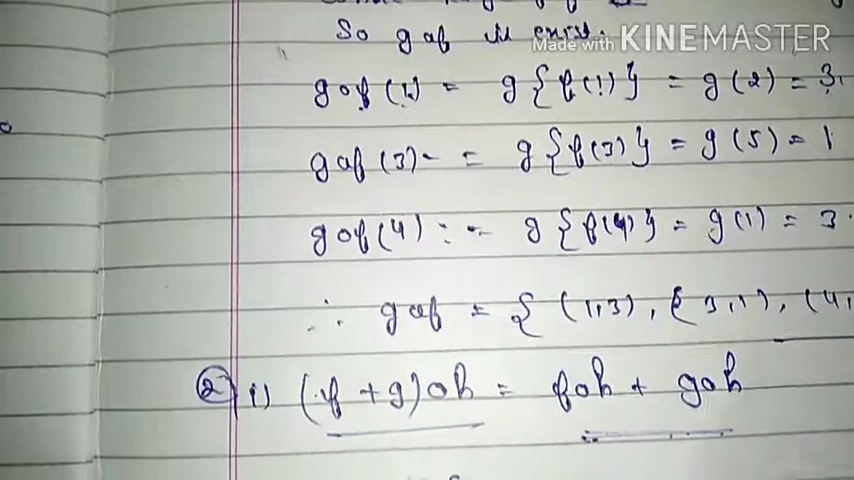 So gof is exist.
Made with KINEMASTER
gof(1) = g{f(1)} = g(2) = 3.
gof(3) = g{f(3)} = g(5) = 1
gof(4) = g{f(4)} = g(1) = 3.
∴ gof = {(1,3), (3,1), (4,
2) i) (f + g)oh = foh + goh